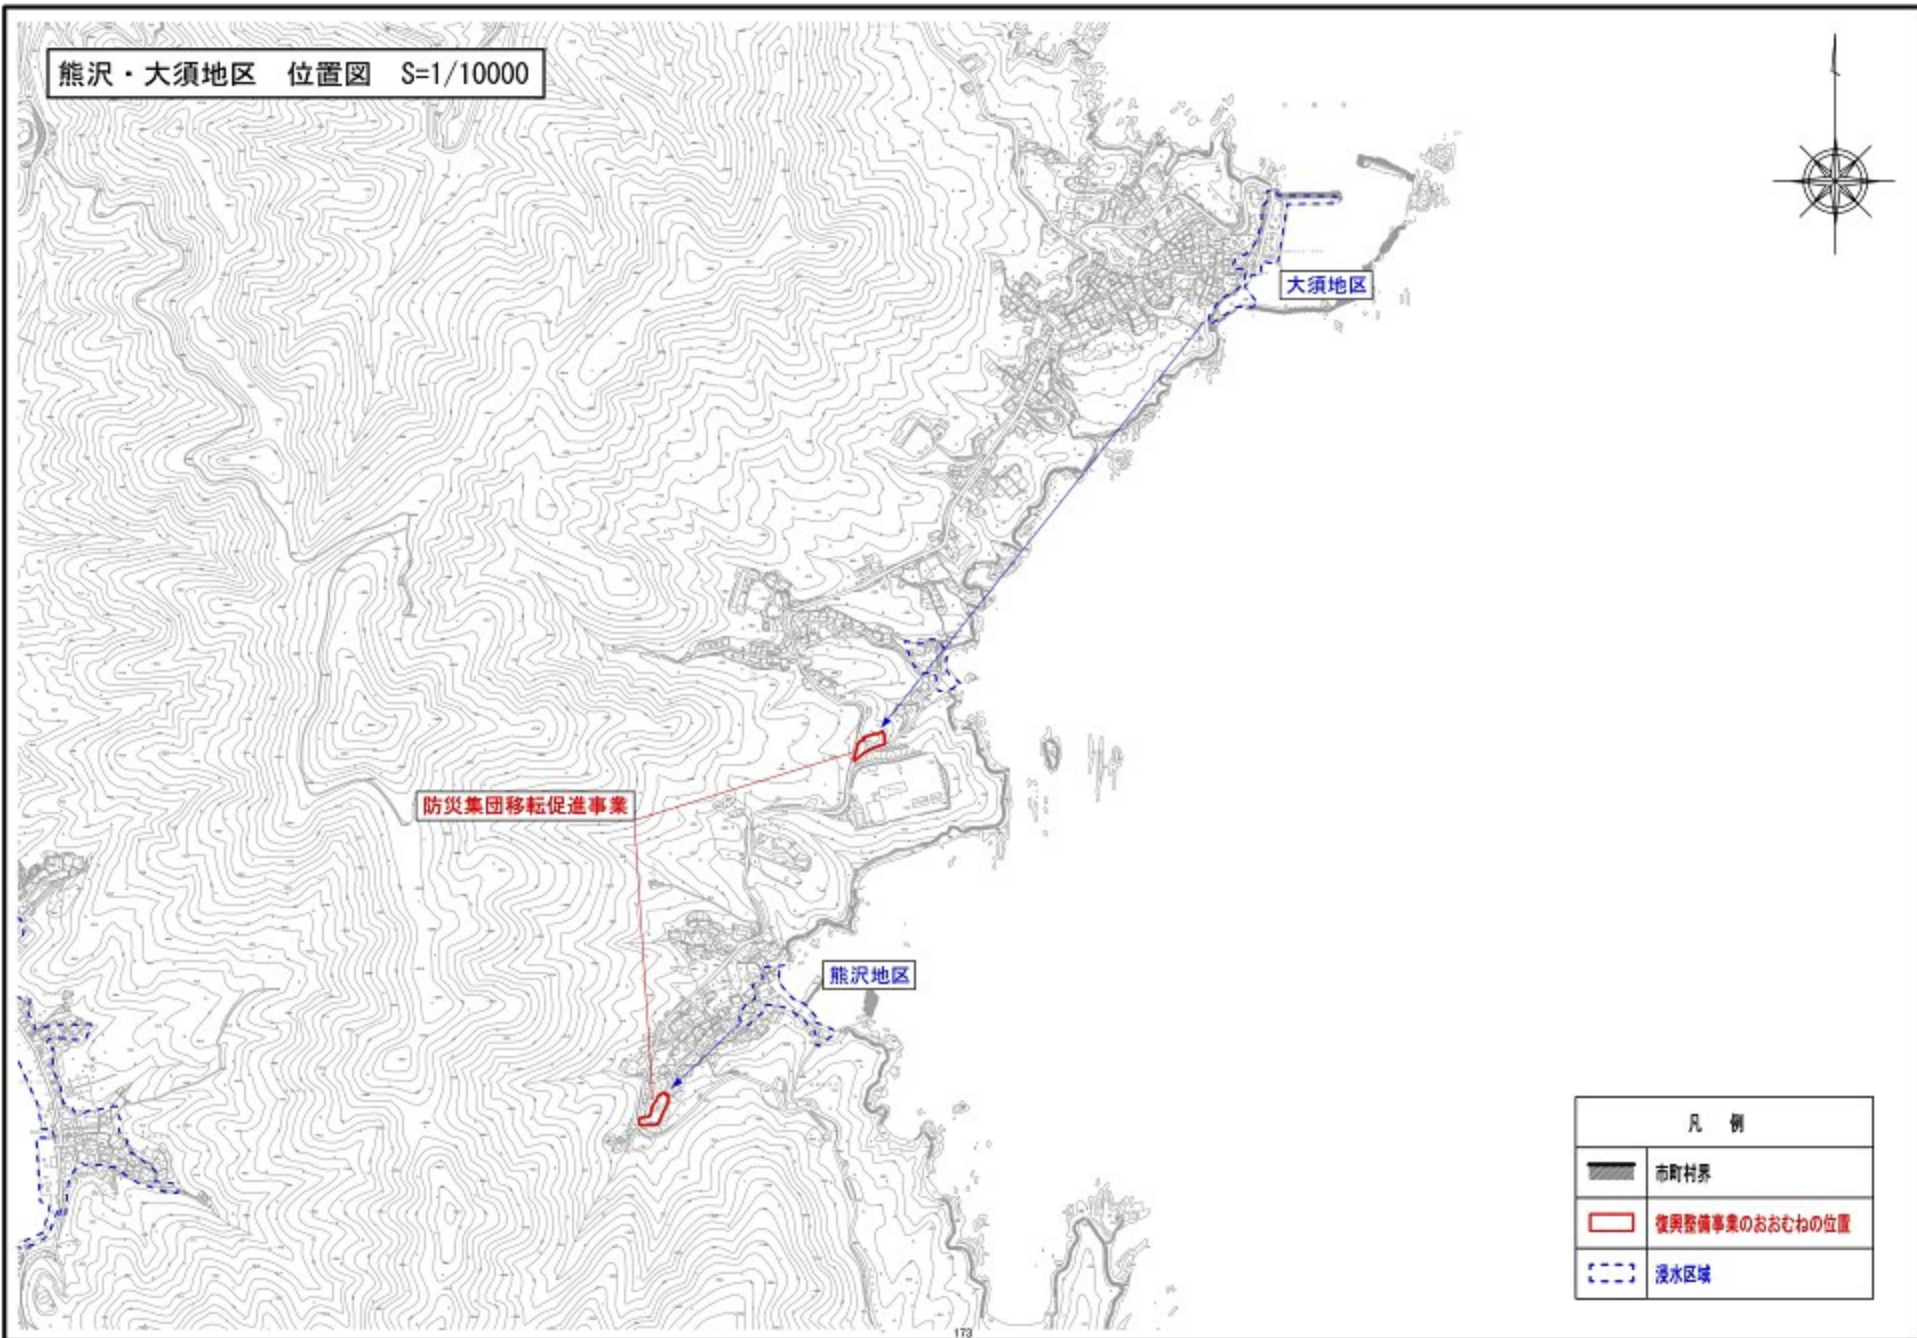 熊沢・大須地区　位置図　S=1/10000
大須地区
防災集団移転促進事業
熊沢地区
凡　例
市町村界
復興整備事業のおおむねの位置
浸水区域
173